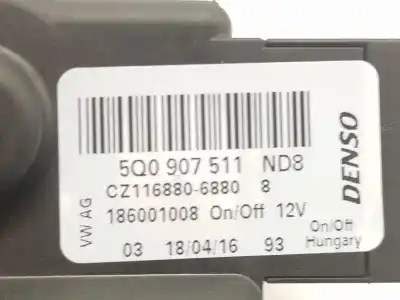 5Q0 907 511 ND8
CZ116880-6880 8
186001008 On/Off 12V
03 18/04/16 93
On/Off
Hungary
VW AG
DENSO